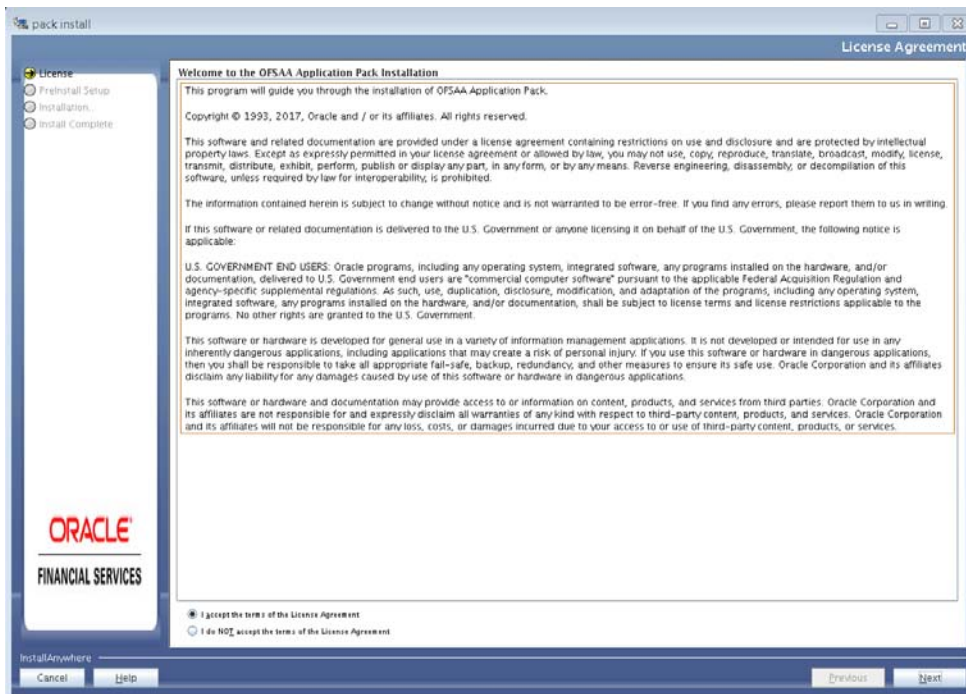 pack install
License Agreement
License
PreInstall Setup
Installation...
Install Complete
Welcome to the OFSAA Application Pack Installation
This program will guide you through the installation of OFSAA Application Pack.
Copyright © 1993, 2017, Oracle and / or its affiliates. All rights reserved.
This software and related documentation are provided under a license agreement containing restrictions on use and disclosure and are protected by intellectual
property laws. Except as expressly permitted in your license agreement or allowed by law, you may not use, copy, reproduce, translate, broadcast, modify, license,
transmit, distribute, exhibit, perform, publish or display any part, in any form, or by any means. Reverse engineering, disassembly, or decompilation of this
software, unless required by law for interoperability, is prohibited.
The information contained herein is subject to change without notice and is not warranted to be error-free. If you find any errors, please report them to us in writing.
If this software or related documentation is delivered to the U.S. Government or anyone licensing it on behalf of the U.S. Government, the following notice is
applicable:
U.S. GOVERNMENT END USERS: Oracle programs, including any operating system, integrated software, any programs installed on the hardware, and/or
documentation, delivered to U.S. Government end users are "commercial computer software" pursuant to the applicable Federal Acquisition Regulation and
agency-specific supplemental regulations. As such, use, duplication, disclosure, modification, and adaptation of the programs, including any operating system,
integrated software, any programs installed on the hardware, and/or documentation, shall be subject to license terms and license restrictions applicable to the
programs. No other rights are granted to the U.S. Government.
This software or hardware is developed for general use in a variety of information management applications. It is not developed or intended for use in any
inherently dangerous applications, including applications that may create a risk of personal injury. If you use this software or hardware in dangerous applications,
then you shall be responsible to take all appropriate fail-safe, backup, redundancy, and other measures to ensure its safe use. Oracle Corporation and its affiliates
disclaim any liability for any damages caused by use of this software or hardware in dangerous applications.
This software or hardware and documentation may provide access to or information on content, products, and services from third parties. Oracle Corporation and
its affiliates are not responsible for and expressly disclaim all warranties of any kind with respect to third-party content, products, and services. Oracle Corporation
and its affiliates will not be responsible for any loss, costs, or damages incurred due to your access to or use of third-party content, products, or services.
ORACLE
FINANCIAL SERVICES
I accept the terms of the License Agreement
I do NOT accept the terms of the License Agreement
InstallAnywhere
Cancel
Help
Previous
Next